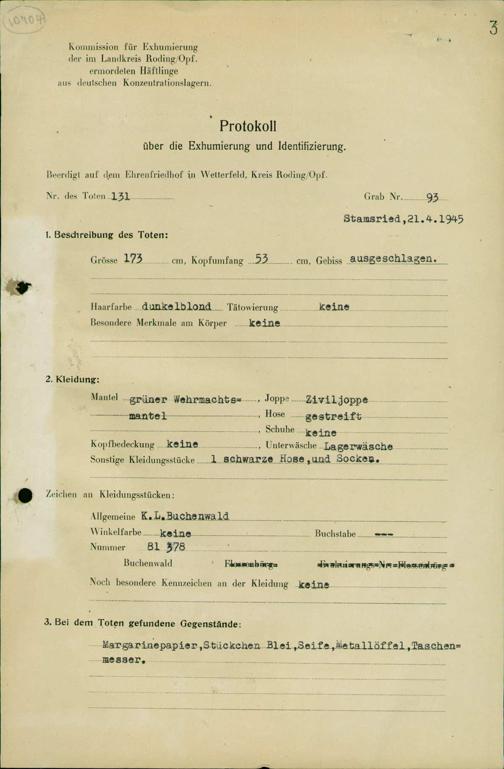 10404
3
Kommission für Exhumierung
der im Landkreis Roding/Opf.
ermordeten Häftlinge
aus deutschen Konzentrationslagern.
Protokoll
über die Exhumierung und Identifizierung.
Beerdigt auf dem Ehrenfriedhof in Wetterfeld, Kreis Roding/Opf.
Nr. des Toten 131 Grab Nr. 93
Stamsried,21.4.1945
1. Beschreibung des Toten:
Grösse 173 cm, Kopfumfang 53 cm, Gebiss ausgeschlagen.
Haarfarbe dunkelblond Tätowierung keine
Besondere Merkmale am Körper keine
2. Kleidung:
Mantel grüner Wehrmachts= , Joppe Ziviljoppe
mantel , Hose gestreift
Schuhe keine
Kopfbedeckung keine , Unterwäsche Lagerwäsche
Sonstige Kleidungsstücke 1 schwarze Hose,und Socken.
Zeichen an Kleidungsstücken:
Allgemeine K.L.Buchenwald
Winkelfarbe keine Buchstabe ---
Nummer 81 378
Buchenwald Flossenbürg
Noch besondere Kennzeichen an der Kleidung keine
3. Bei dem Toten gefundene Gegenstände:
Margarinepapier,Stückchen Blei,Seife,Metallöffel,Taschen=
messer.